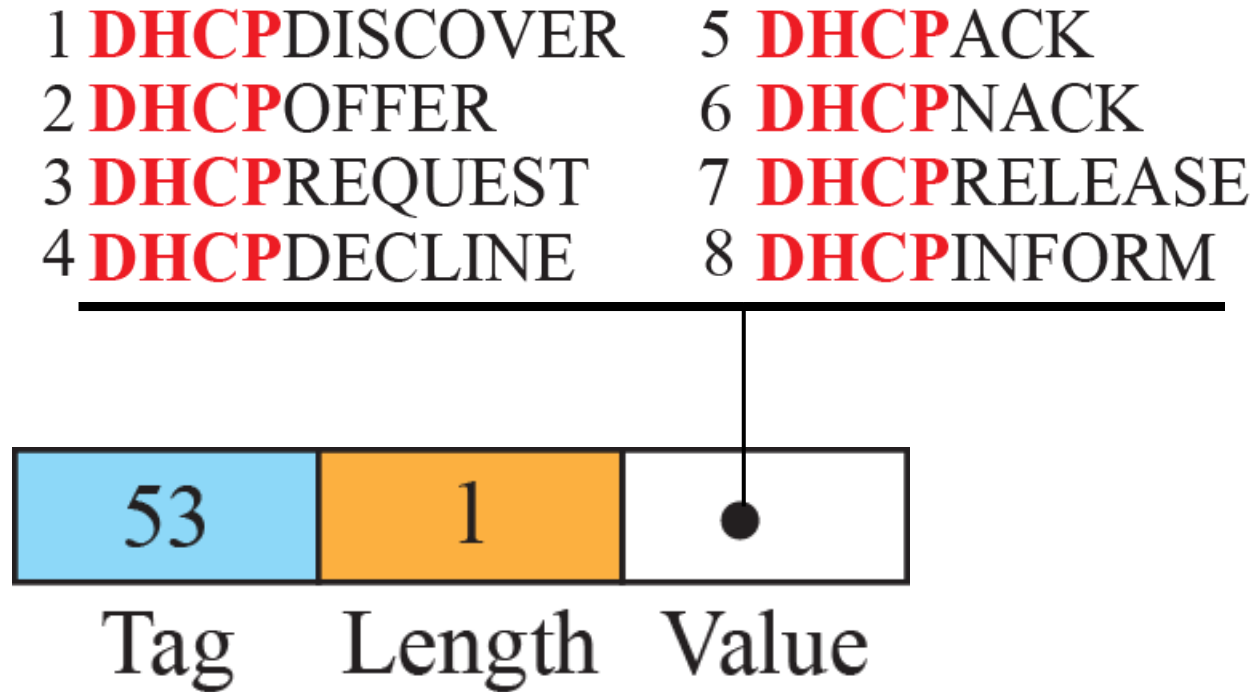 1 DHCPDISCOVER 5 DHCPACK
2 DHCPOFFER 6 DHCPNACK
3 DHCPREQUEST 7 DHCPRELEASE
4 DHCPDECLINE 8 DHCPINFORM
53 1
Tag Length Value